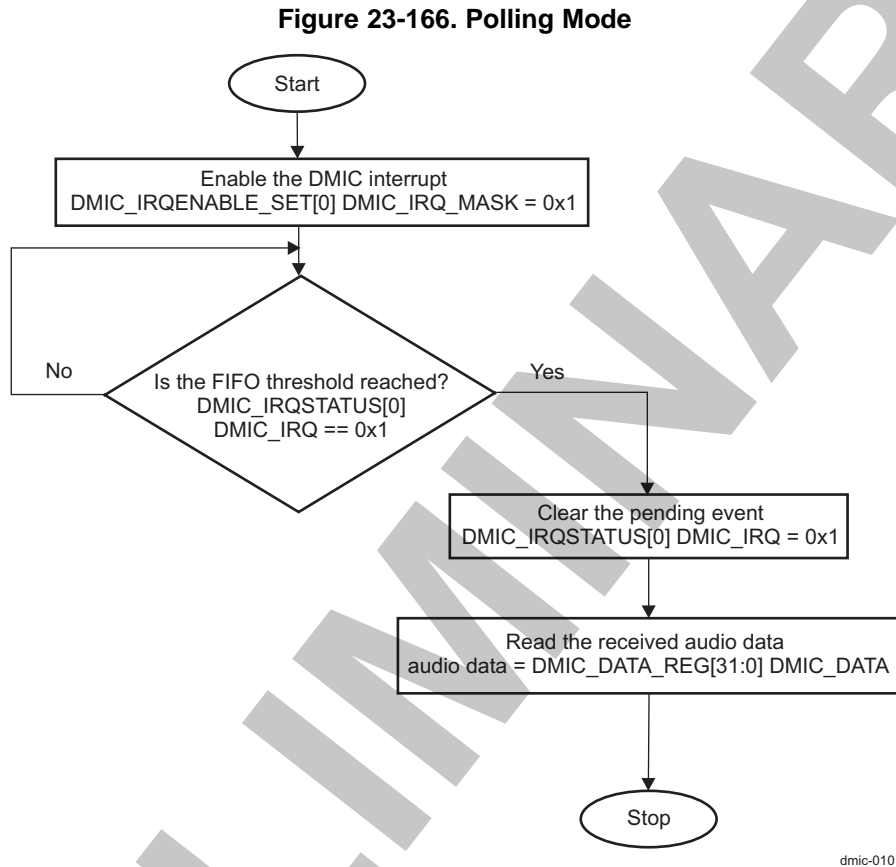 Figure 23-166. Polling Mode
Start
Enable the DMIC interrupt
DMIC_IRQENABLE_SET[0] DMIC_IRQ_MASK = 0x1
No
Is the FIFO threshold reached?
DMIC_IRQSTATUS[0]
DMIC_IRQ == 0x1
Yes
Clear the pending event
DMIC_IRQSTATUS[0] DMIC_IRQ = 0x1
Read the received audio data
audio data = DMIC_DATA_REG[31:0] DMIC_DATA
Stop
dmic-010
LIMINAR